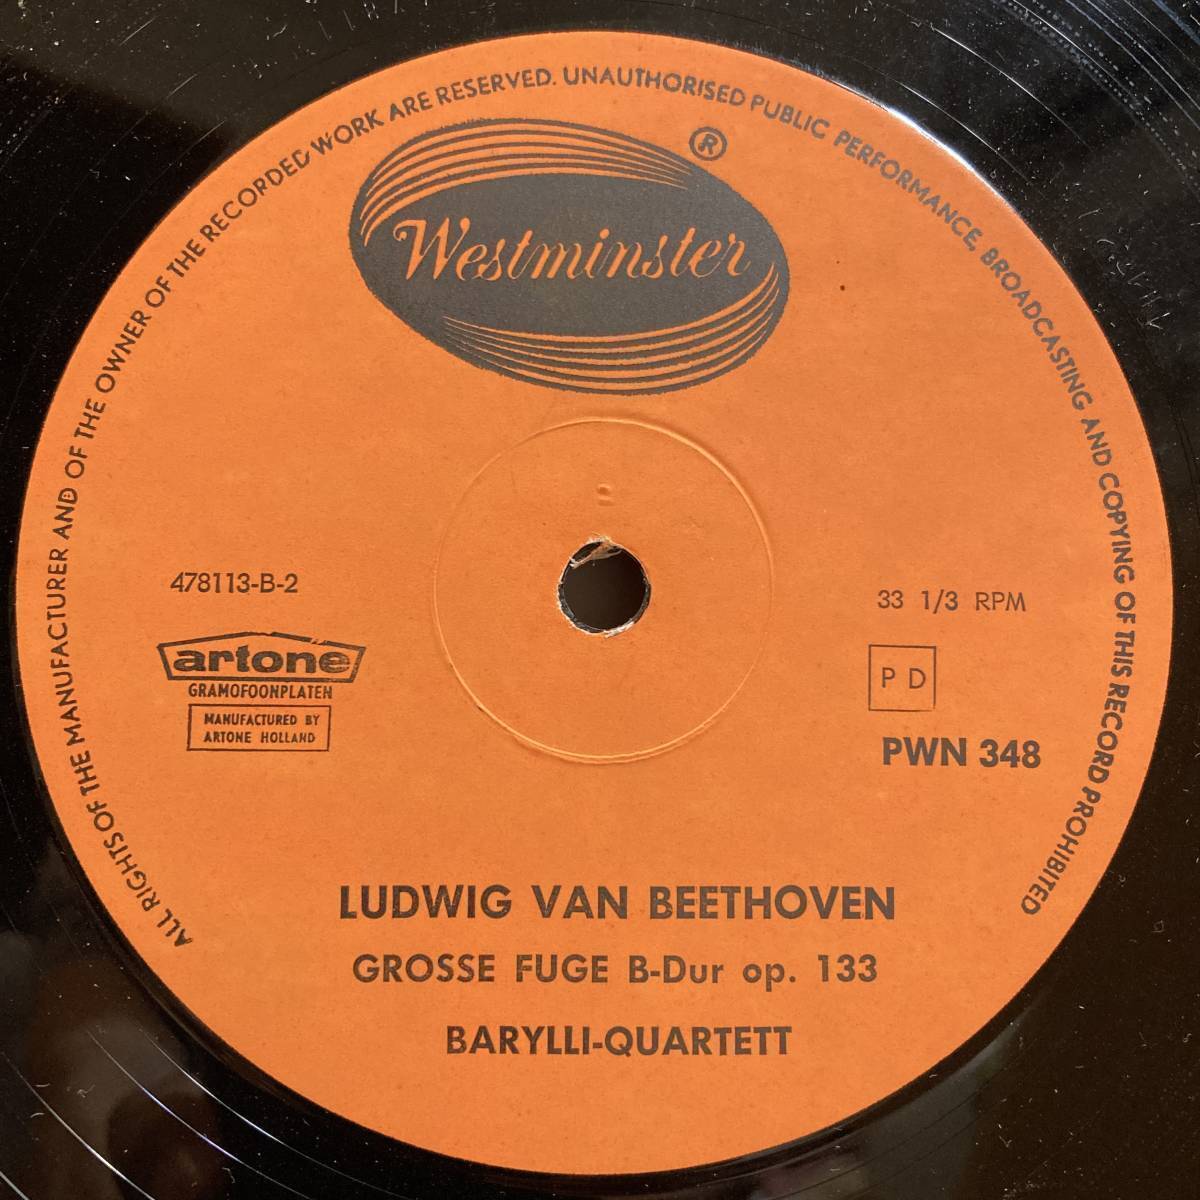 ALL RIGHTS OF THE MANUFACTURER AND OF THE OWNER OF THE RECORDED WORK ARE RESERVED. UNAUTHORISED PUBLIC PERFORMANCE, BROADCASTING AND COPYING OF THIS RECORD PROHIBITED
®
Westminster
478113-B-2
artone
GRAMOFOONPLATEN
MANUFACTURED BY
ARTONE HOLLAND
33 1/3 RPM
P D
PWN 348
LUDWIG VAN BEETHOVEN
GROSSE FUGE B-Dur op. 133
BARYLLI-QUARTETT